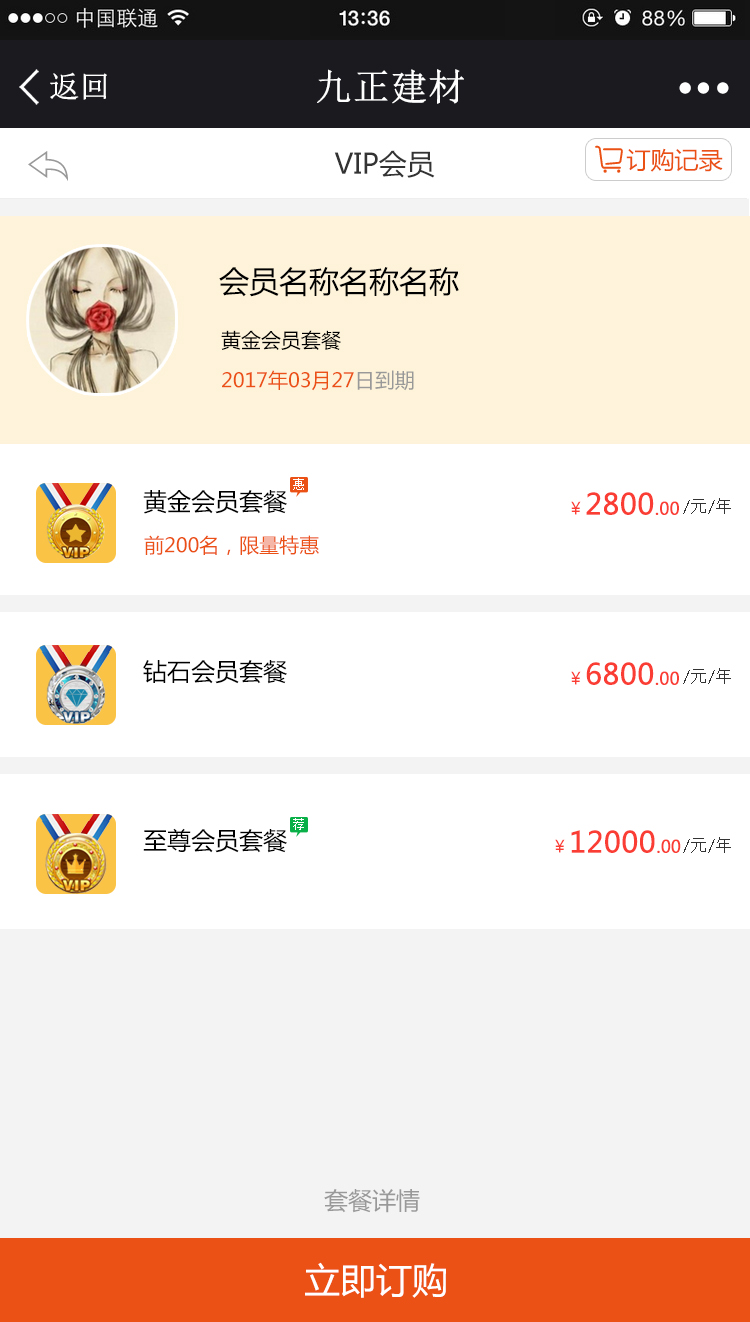 中国联通 13:36 88%
返回 九正建材
VIP会员 订购记录
会员名称名称名称
黄金会员套餐
2017年03月27日到期
黄金会员套餐 惠 ¥2800.00/元/年
VIP
前200名，限量特惠
钻石会员套餐 ¥6800.00/元/年
VIP
至尊会员套餐 荐 ¥12000.00/元/年
VIP
套餐详情
立即订购